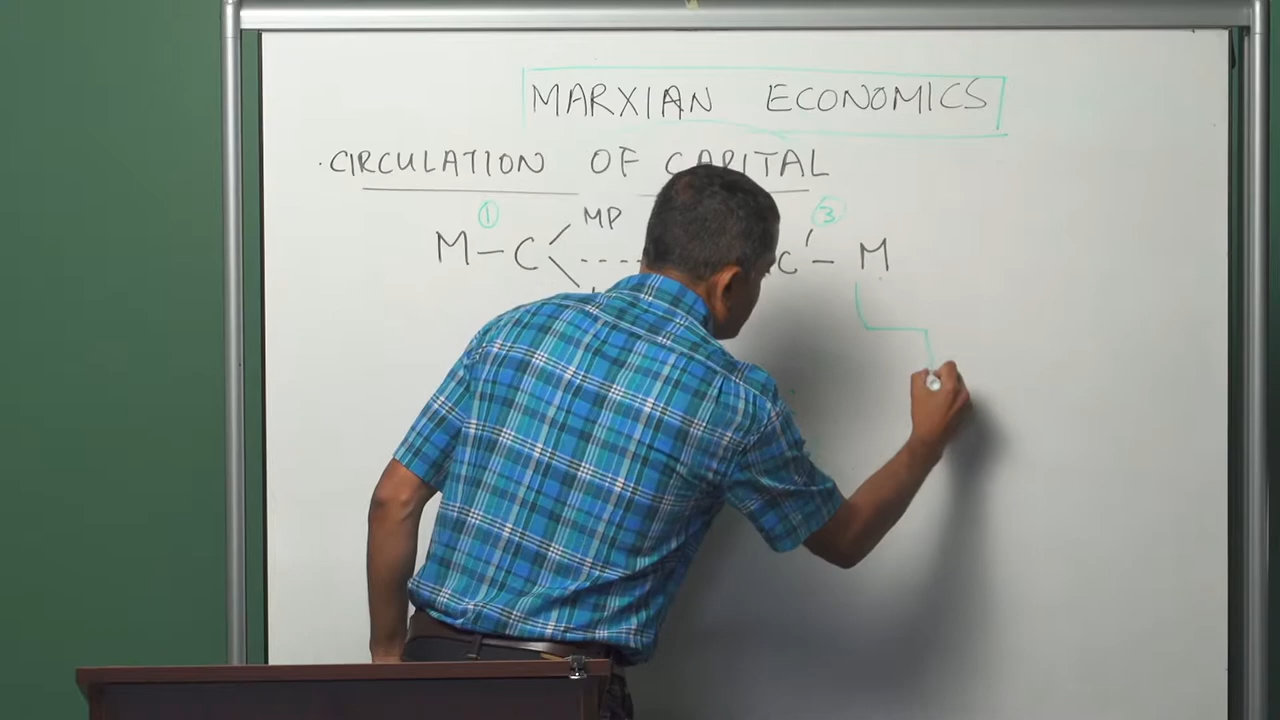 MARXIAN ECONOMICS
·CIRCULATION OF CAPITAL
① MP ③
M-C ---- C' - M